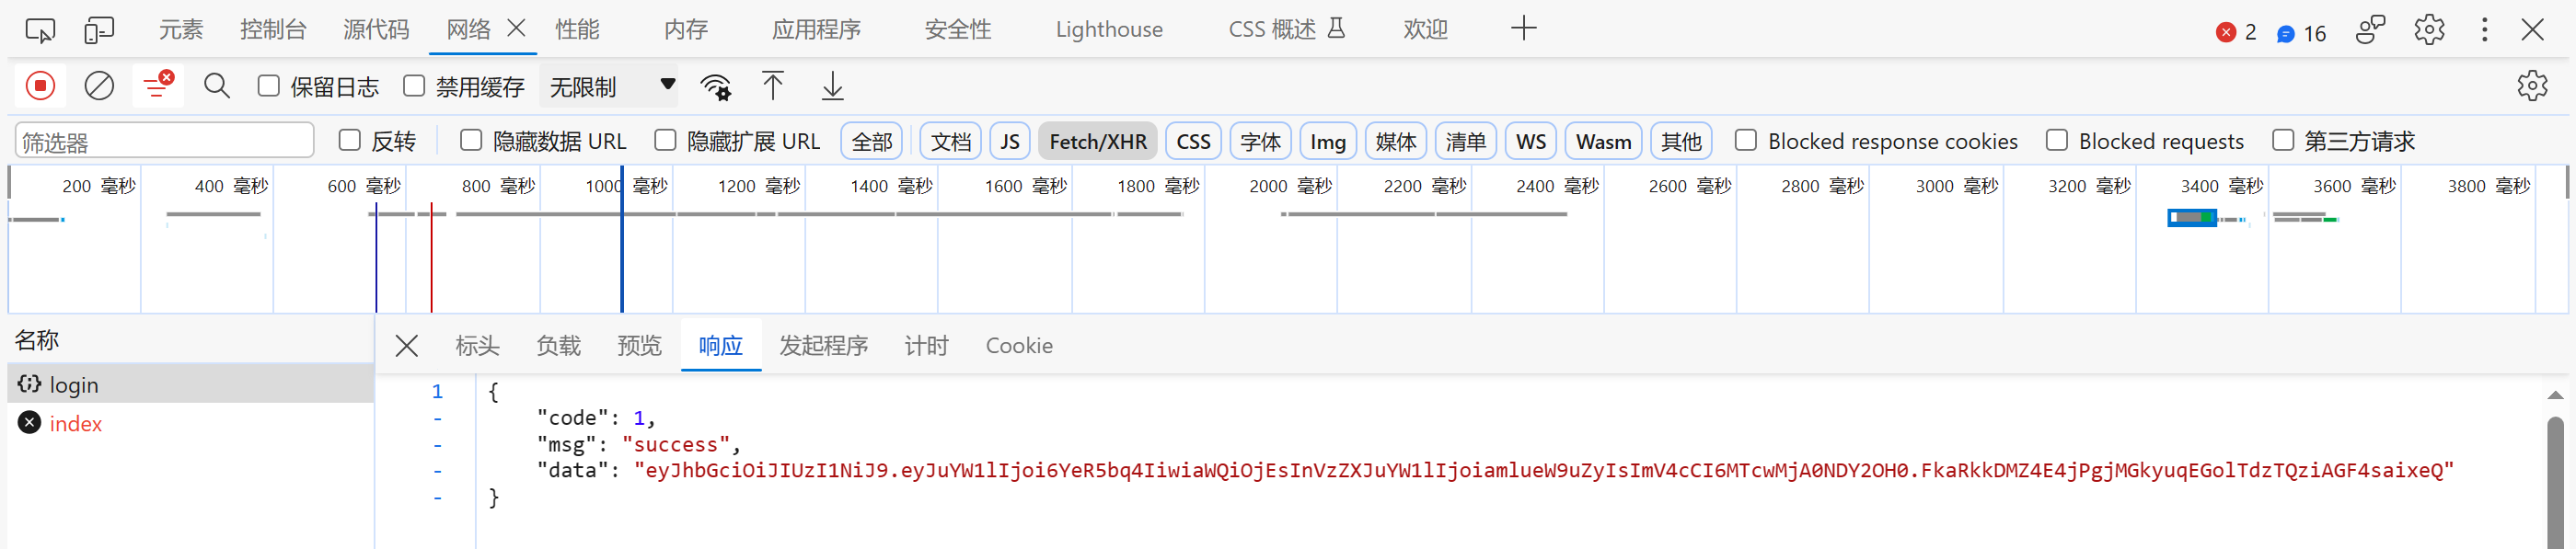 元素 控制台 源代码 网络 性能 内存 应用程序 安全性 Lighthouse CSS 概述 欢迎 2 16
保留日志 禁用缓存 无限制
筛选器 反转 隐藏数据 URL 隐藏扩展 URL 全部 文档 JS Fetch/XHR CSS 字体 Img 媒体 清单 WS Wasm 其他 Blocked response cookies Blocked requests 第三方请求
200 毫秒 400 毫秒 600 毫秒 800 毫秒 1000 毫秒 1200 毫秒 1400 毫秒 1600 毫秒 1800 毫秒 2000 毫秒 2200 毫秒 2400 毫秒 2600 毫秒 2800 毫秒 3000 毫秒 3200 毫秒 3400 毫秒 3600 毫秒 3800 毫秒
名称 标头 负载 预览 响应 发起程序 计时 Cookie
login
index
1 {
- "code": 1,
- "msg": "success",
- "data": "eyJhbGciOiJIUzI1NiJ9.eyJuYW1lIjoi6YeR5bq4IiwiaWQiOjEsInVzZXJuYW1lIjoiamlueW9uZyIsImV4cCI6MTcwMjA0NDY2OH0.FkaRkkDMZ4E4jPgjMGkyuqEGolTdzTQziAGF4saixeQ"
- }